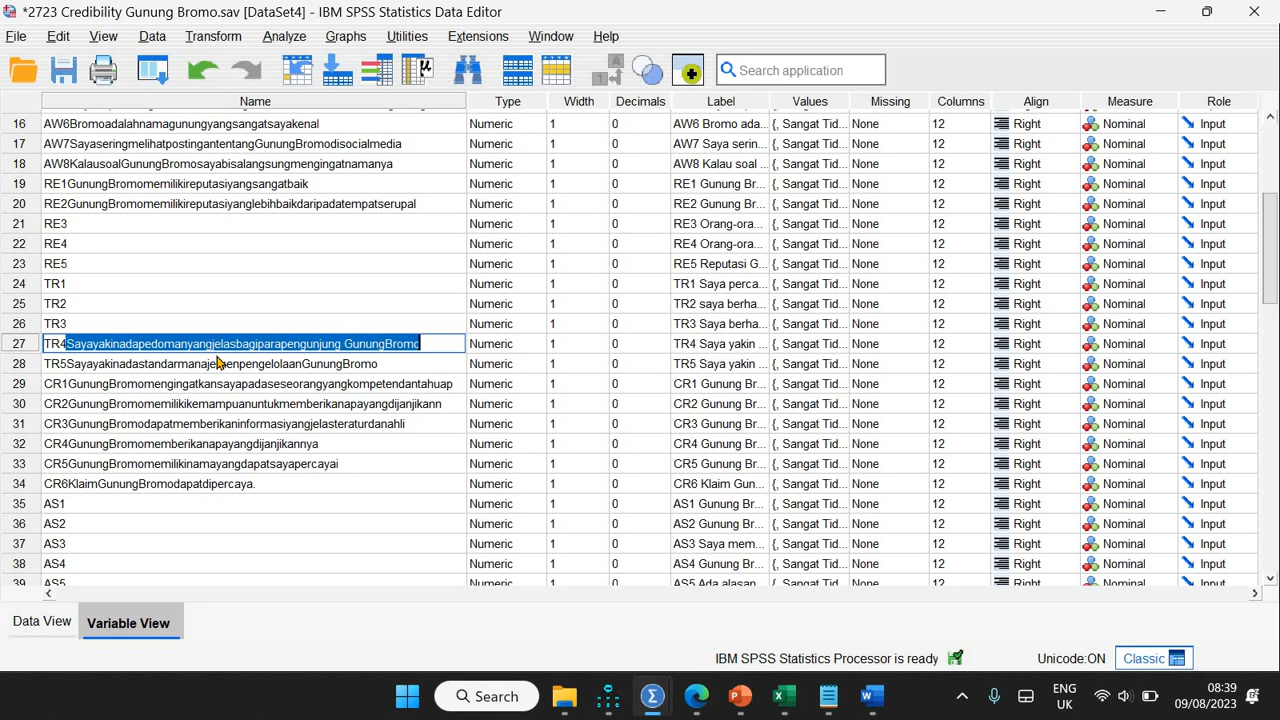 *2723 Credibility Gunung Bromo.sav [DataSet4] - IBM SPSS Statistics Data Editor
File Edit View Data Transform Analyze Graphs Utilities Extensions Window Help
Search application
Name Type Width Decimals Label Values Missing Columns Align Measure Role
16 AW6Bromoadalahnamagunungyangsangatsayakenal Numeric 1 0 AW6 Bromo ada... {, Sangat Tid... None 12 Right Nominal Input
17 AW7SayaseringmelihatpostingantentangGunungBromodisocialmedia Numeric 1 0 AW7 Saya serin... {, Sangat Tid... None 12 Right Nominal Input
18 AW8KalausoalGunungBromosayabisalangsungmengingatnamanya Numeric 1 0 AW8 Kalau soal ... {, Sangat Tid... None 12 Right Nominal Input
19 RE1GunungBromomemilikireputasiyangsangatbaik Numeric 1 0 RE1 Gunung Br... {, Sangat Tid... None 12 Right Nominal Input
20 RE2GunungBromomemilikireputasiyanglebihbaikdaripadatempatserupal Numeric 1 0 RE2 Gunung Br... {, Sangat Tid... None 12 Right Nominal Input
21 RE3 Numeric 1 0 RE3 Orang-ora... {, Sangat Tid... None 12 Right Nominal Input
22 RE4 Numeric 1 0 RE4 Orang-ora... {, Sangat Tid... None 12 Right Nominal Input
23 RE5 Numeric 1 0 RE5 Reputasi G... {, Sangat Tid... None 12 Right Nominal Input
24 TR1 Numeric 1 0 TR1 Saya perca... {, Sangat Tid... None 12 Right Nominal Input
25 TR2 Numeric 1 0 TR2 saya berha... {, Sangat Tid... None 12 Right Nominal Input
26 TR3 Numeric 1 0 TR3 Saya berha... {, Sangat Tid... None 12 Right Nominal Input
27 TR4Sayayakinadapedomanyangjelasbagiparapengunjung GunungBromo Numeric 1 0 TR4 Saya yakin ... {, Sangat Tid... None 12 Right Nominal Input
28 TR5SayayakinadastandarmanajemenpengelolaanGunungBromo Numeric 1 0 TR5 Saya yakin ... {, Sangat Tid... None 12 Right Nominal Input
29 CR1GunungBromomengingatkansayapadaseseorangyangkompetendantahuap Numeric 1 0 CR1 Gunung Br... {, Sangat Tid... None 12 Right Nominal Input
30 CR2GunungBromomemilikikemampuanuntukmemberikanapayangdijanjikann Numeric 1 0 CR2 Gunung Br... {, Sangat Tid... None 12 Right Nominal Input
31 CR3GunungBromodapatmemberikaninformasiyangjelasteraturdanahli Numeric 1 0 CR3 Gunung Br... {, Sangat Tid... None 12 Right Nominal Input
32 CR4GunungBromomemberikanapayangdijanjikannya Numeric 1 0 CR4 Gunung Br... {, Sangat Tid... None 12 Right Nominal Input
33 CR5GunungBromomemilikinamayangdapatsayapercayai Numeric 1 0 CR5 Gunung Br... {, Sangat Tid... None 12 Right Nominal Input
34 CR6KlaimGunungBromodapatdipercaya. Numeric 1 0 CR6 Klaim Gun... {, Sangat Tid... None 12 Right Nominal Input
35 AS1 Numeric 1 0 AS1 Gunung Bro... {, Sangat Tid... None 12 Right Nominal Input
36 AS2 Numeric 1 0 AS2 Gunung Bro... {, Sangat Tid... None 12 Right Nominal Input
37 AS3 Numeric 1 0 AS3 Saya mem... {, Sangat Tid... None 12 Right Nominal Input
38 AS4 Numeric 1 0 AS4 Gunung Br... {, Sangat Tid... None 12 Right Nominal Input
39 AS5 Numeric 1 0 AS5 Ada alasan... {, Sangat Tid... None 12 Right Nominal Input
Data View Variable View
IBM SPSS Statistics Processor is ready Unicode:ON Classic
Search ENG UK 08:39 09/08/2023